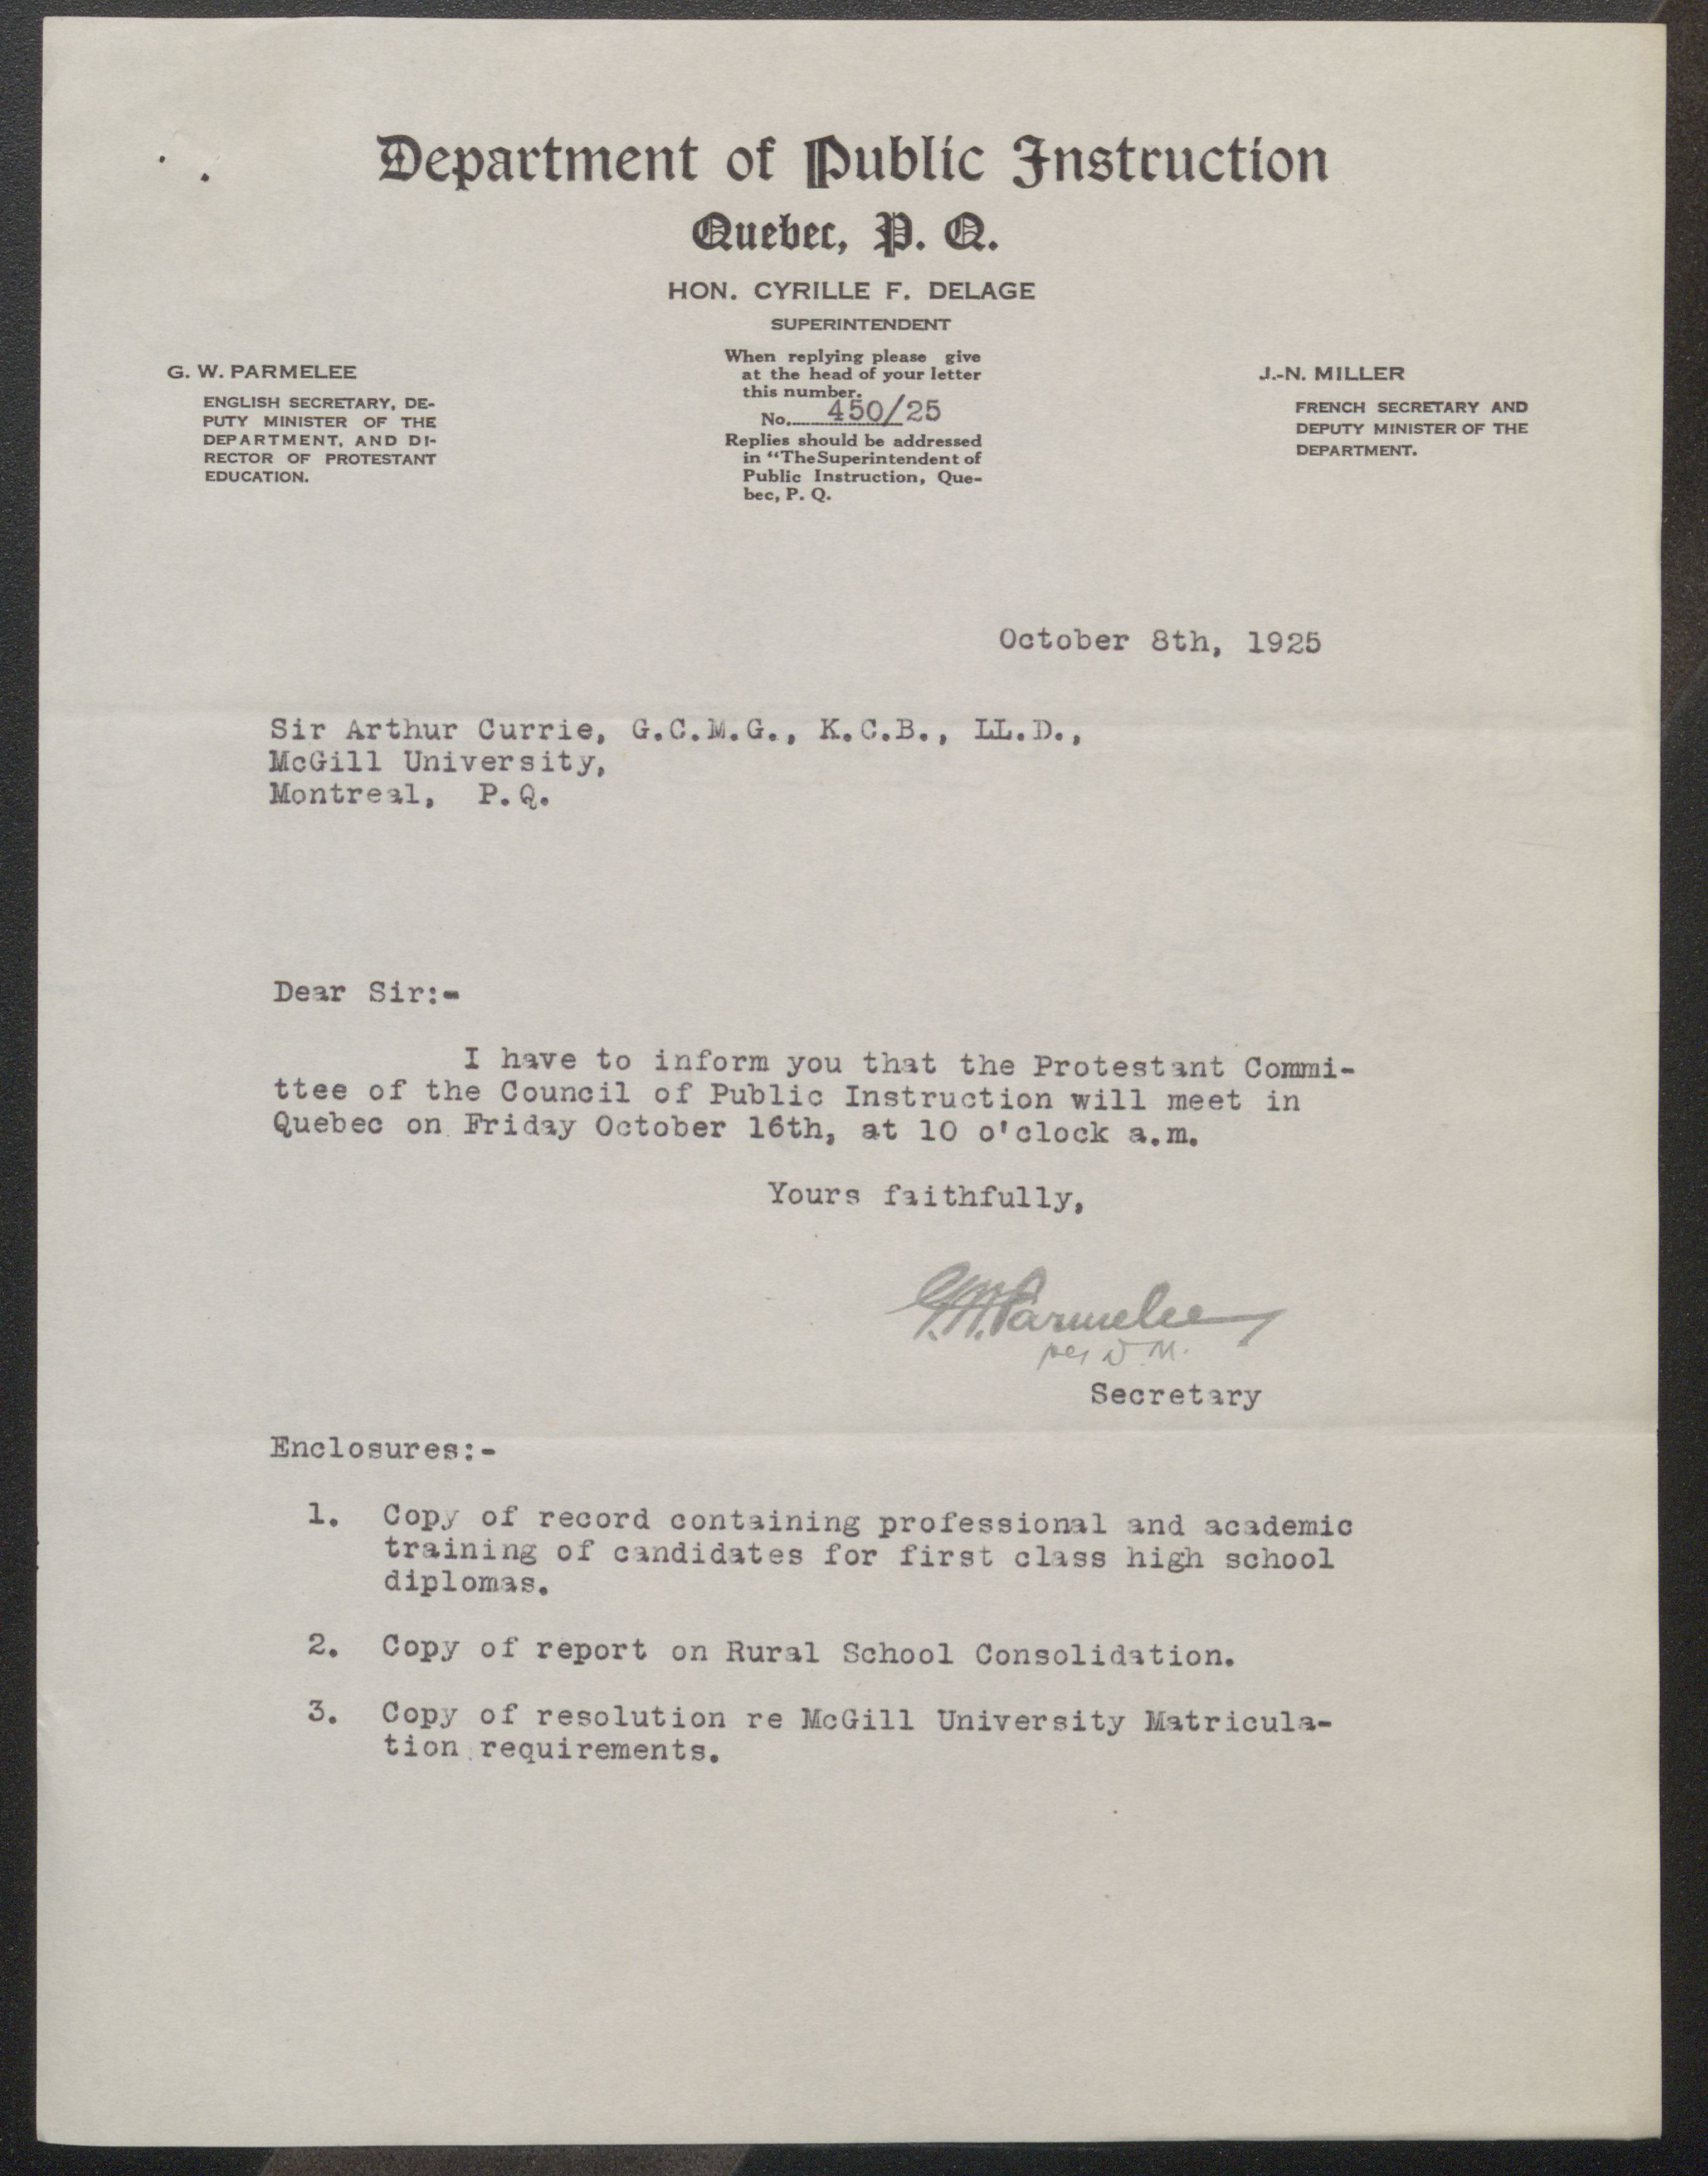 Department of Public Instruction
Quebec, P. Q.
HON. CYRILLE F. DELAGE
SUPERINTENDENT
G. W. PARMELEE
ENGLISH SECRETARY, DE-
PUTY MINISTER OF THE
DEPARTMENT, AND DI-
RECTOR OF PROTESTANT
EDUCATION.
When replying please give
at the head of your letter
this number.
No. 450/25
Replies should be addressed
in "The Superintendent of
Public Instruction, Que-
bec, P. Q.
J.-N. MILLER
FRENCH SECRETARY AND
DEPUTY MINISTER OF THE
DEPARTMENT.
October 8th, 1925
Sir Arthur Currie, G.C.M.G., K.C.B., LL.D.,
McGill University,
Montreal, P.Q.
Dear Sir:-
I have to inform you that the Protestant Commi-
ttee of the Council of Public Instruction will meet in
Quebec on Friday October 16th, at 10 o'clock a.m.
Yours faithfully,
G.W. Parmelee
per W.M.
Secretary
Enclosures:-
1. Copy of record containing professional and academic
training of candidates for first class high school
diplomas.
2. Copy of report on Rural School Consolidation.
3. Copy of resolution re McGill University Matricula-
tion requirements.